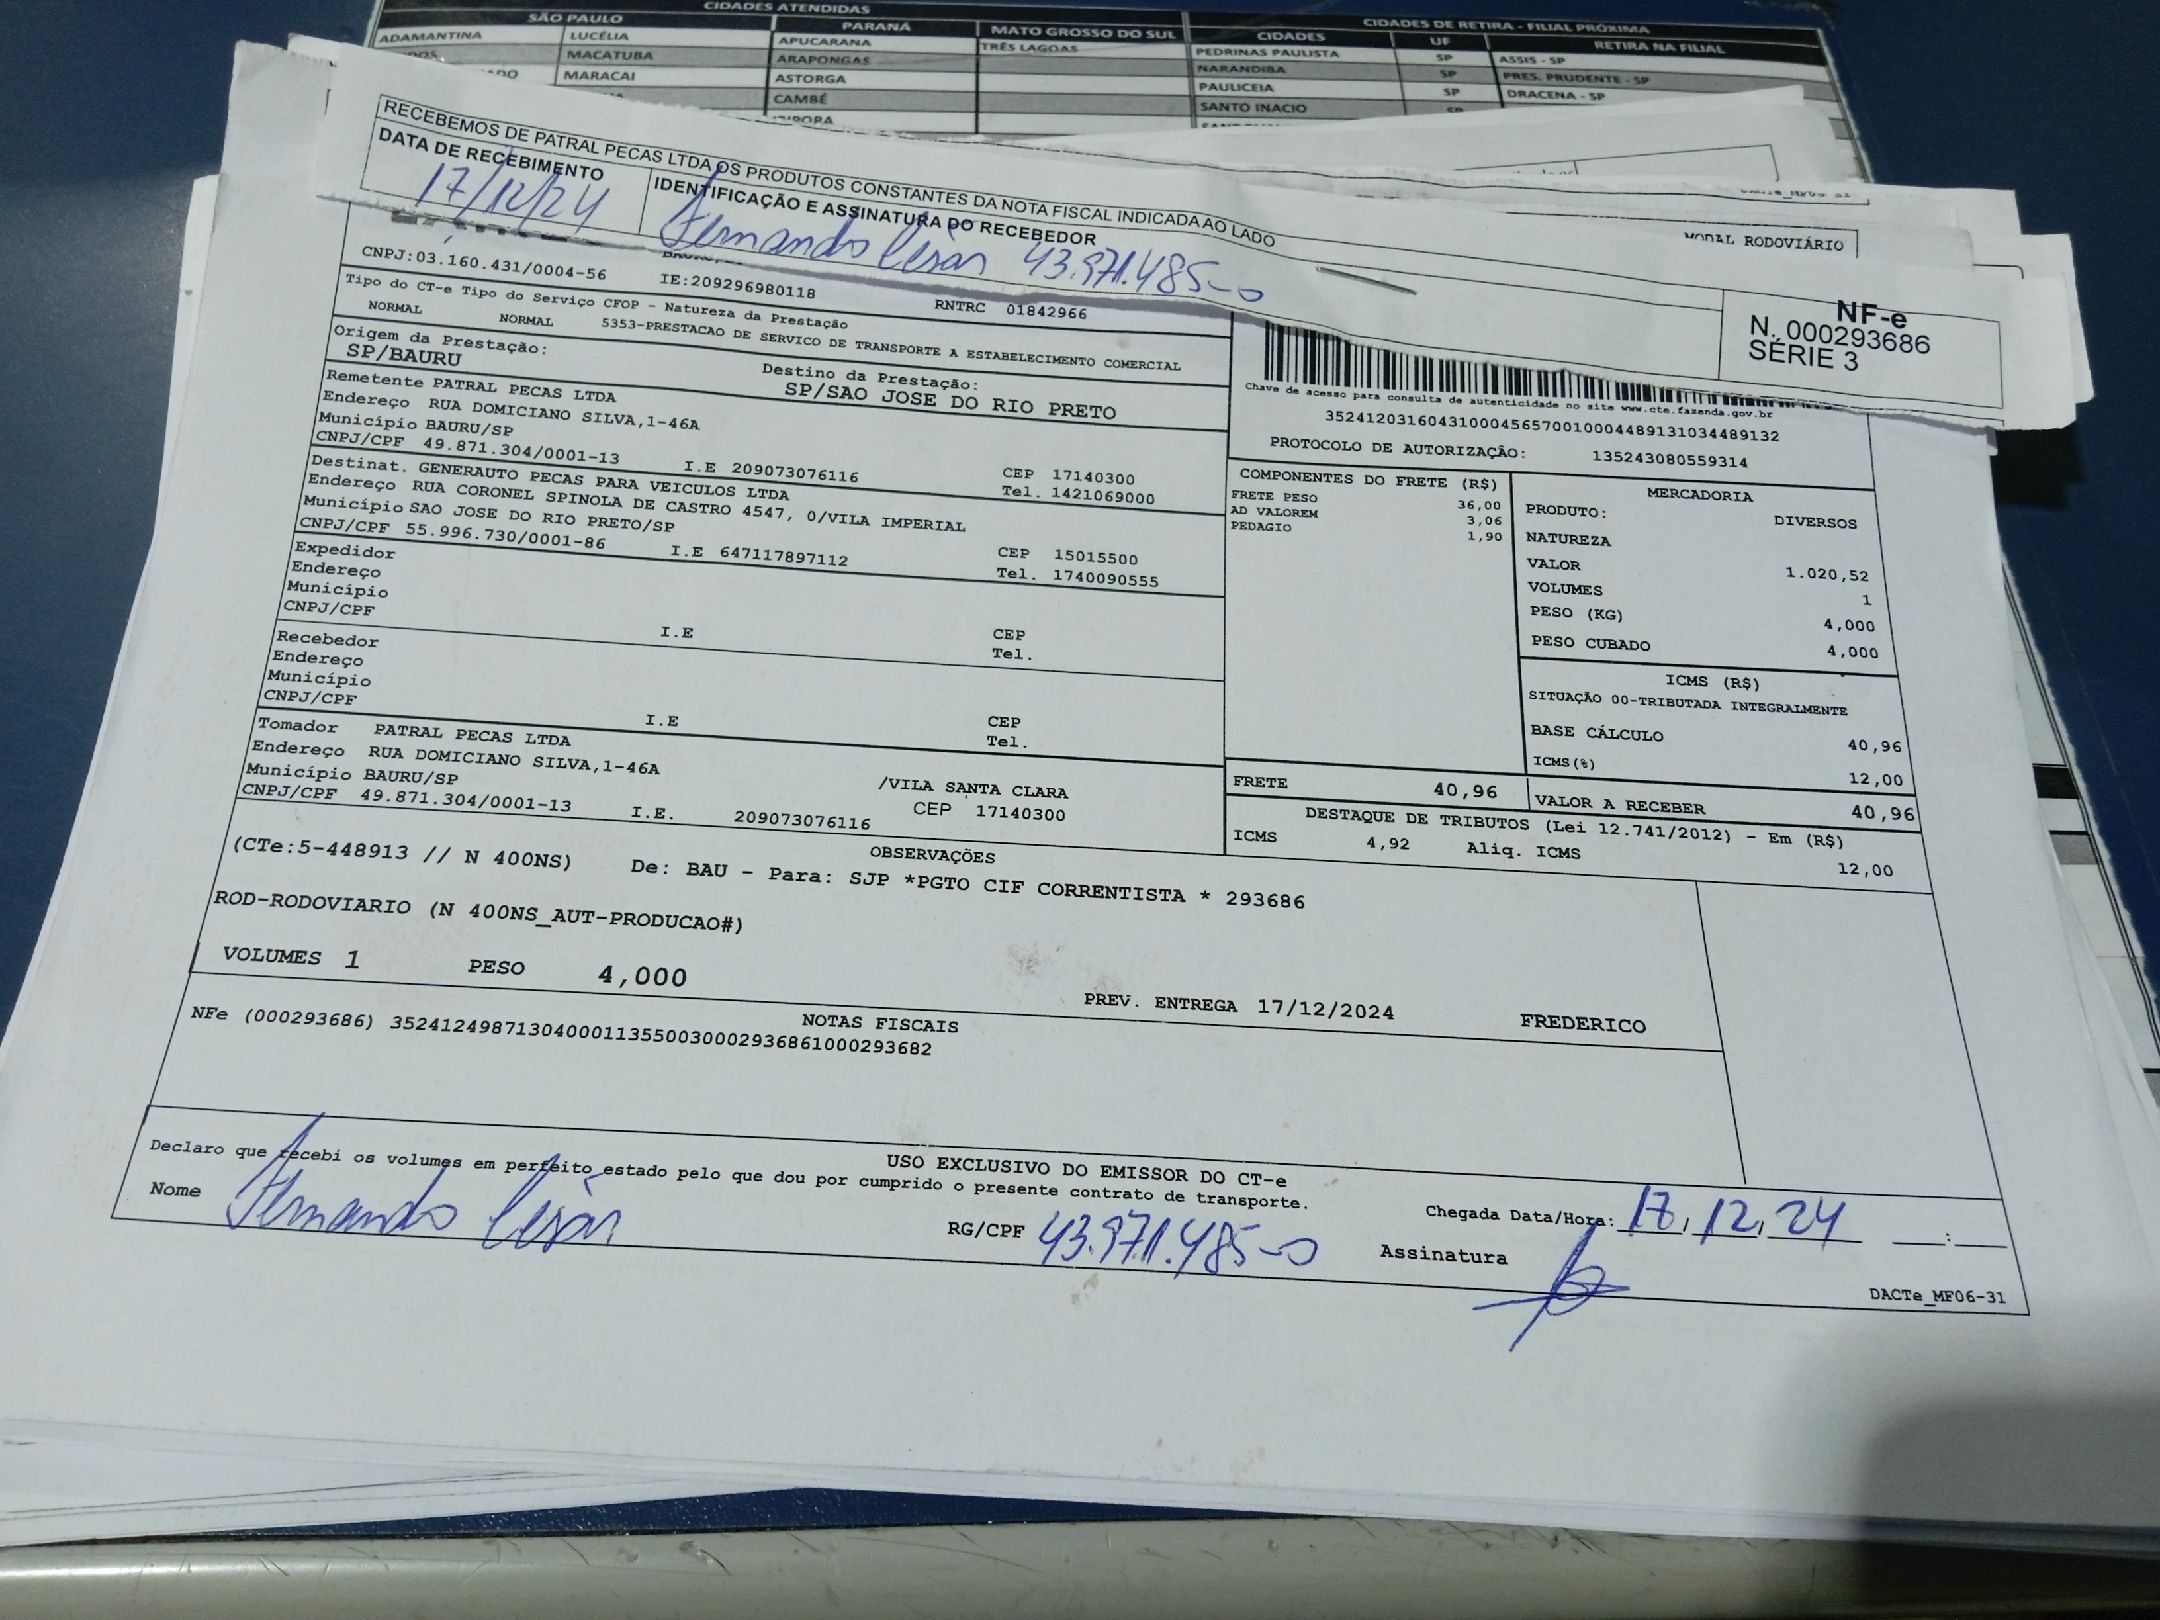 CIDADES ATENDIDAS
SÃO PAULO PARANÁ MATO GROSSO DO SUL
ADAMANTINA LUCÉLIA APUCARANA TRÊS LAGOAS
MACATUBA ARAPONGAS
MARACAI ASTORGA
CAMBÉ
CIDADES DE RETIRA - FILIAL PRÓXIMA
CIDADES UF RETIRA NA FILIAL
PEDRINAS PAULISTA SP ASSIS - SP
NARANDIBA SP PRES. PRUDENTE - SP
PAULICEIA SP DRACENA - SP
SANTO INACIO
RECEBEMOS DE PATRAL PECAS LTDA OS PRODUTOS CONSTANTES DA NOTA FISCAL INDICADA AO LADO
DATA DE RECEBIMENTO
17/12/24
IDENTIFICAÇÃO E ASSINATURA DO RECEBEDOR
Fernando César 43.971.485-0
NF-e
N. 000293686
SÉRIE 3
MODAL RODOVIÁRIO
CNPJ:03.160.431/0004-56 IE:209296980118 RNTRC 01842966
Tipo do CT-e Tipo do Serviço CFOP - Natureza da Prestação
NORMAL NORMAL 5353-PRESTACAO DE SERVICO DE TRANSPORTE A ESTABELECIMENTO COMERCIAL
Origem da Prestação: Destino da Prestação:
SP/BAURU SP/SAO JOSE DO RIO PRETO
Remetente PATRAL PECAS LTDA
Endereço RUA DOMICIANO SILVA,1-46A
Município BAURU/SP CEP 17140300
CNPJ/CPF 49.871.304/0001-13 I.E 209073076116 Tel. 1421069000
Destinat. GENERAUTO PECAS PARA VEICULOS LTDA
Endereço RUA CORONEL SPINOLA DE CASTRO 4547, 0/VILA IMPERIAL
Município SAO JOSE DO RIO PRETO/SP CEP 15015500
CNPJ/CPF 55.996.730/0001-86 I.E 647117897112 Tel. 1740090555
Expedidor
Endereço
Município CEP
CNPJ/CPF I.E Tel.
Recebedor
Endereço
Município CEP
CNPJ/CPF I.E Tel.
Tomador PATRAL PECAS LTDA
Endereço RUA DOMICIANO SILVA,1-46A /VILA SANTA CLARA
Município BAURU/SP CEP 17140300
CNPJ/CPF 49.871.304/0001-13 I.E. 209073076116
Chave de acesso para consulta de autenticidade no site www.cte.fazenda.gov.br
35241203160431000456570010004489131034489132
PROTOCOLO DE AUTORIZAÇÃO: 135243080559314
COMPONENTES DO FRETE (R$)
FRETE PESO 36,00
AD VALOREM 3,06
PEDAGIO 1,90
MERCADORIA
PRODUTO: DIVERSOS
NATUREZA
VALOR 1.020,52
VOLUMES 1
PESO (KG) 4,000
PESO CUBADO 4,000
ICMS (R$)
SITUAÇÃO 00-TRIBUTADA INTEGRALMENTE
BASE CÁLCULO 40,96
ICMS(%) 12,00
FRETE 40,96 VALOR A RECEBER 40,96
DESTAQUE DE TRIBUTOS (Lei 12.741/2012) - Em (R$)
ICMS 4,92 Aliq. ICMS 12,00
OBSERVAÇÕES
(CTe:5-448913 // N 400NS) De: BAU - Para: SJP *PGTO CIF CORRENTISTA * 293686
ROD-RODOVIARIO (N 400NS_AUT-PRODUCAO#)
VOLUMES 1 PESO 4,000 PREV. ENTREGA 17/12/2024 FREDERICO
NOTAS FISCAIS
NFe (000293686) 35241249871304000113550030002936861000293682
USO EXCLUSIVO DO EMISSOR DO CT-e
Declaro que recebi os volumes em perfeito estado pelo que dou por cumprido o presente contrato de transporte.
Chegada Data/Hora: 17, 12, 24 __:__
Nome Fernando César RG/CPF 43.971.485-0 Assinatura
DACTe_MF06-31